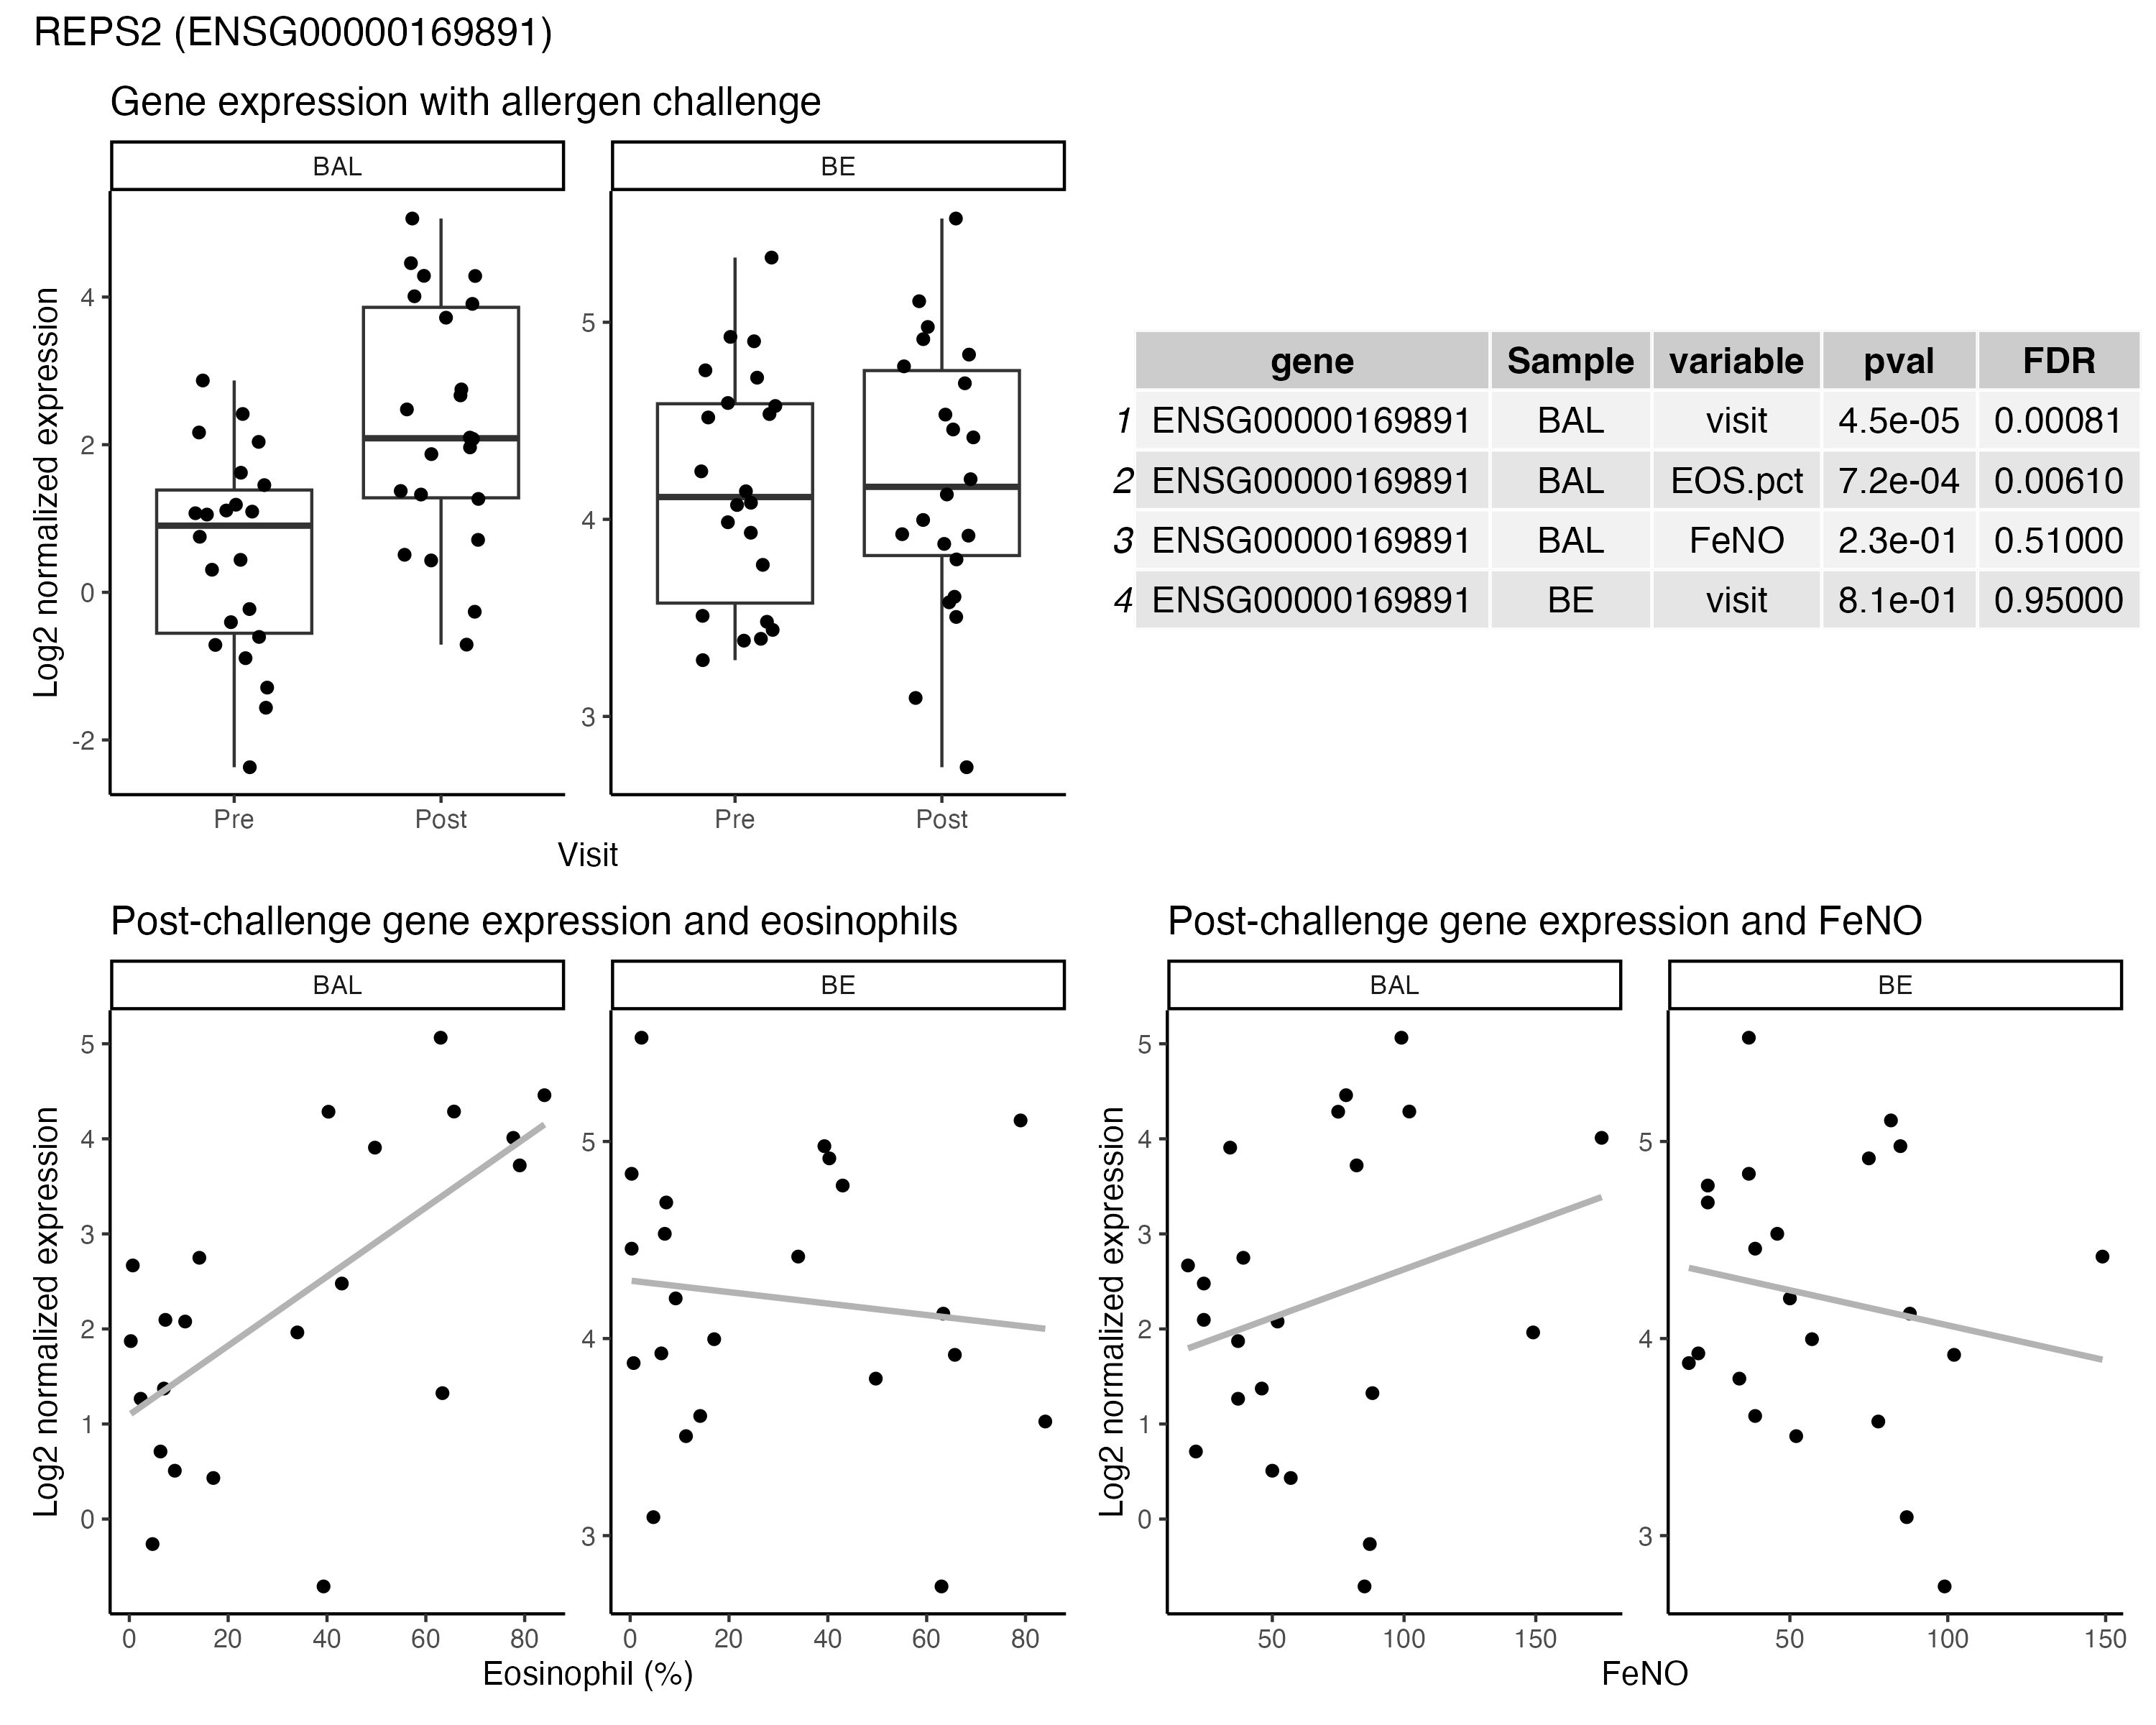 REPS2 (ENSG00000169891)
Gene expression with allergen challenge
BAL BE
Log2 normalized expression
4
2
0
-2
5
4
3
Pre Post Pre Post
Visit
gene Sample variable pval FDR
1 ENSG00000169891 BAL visit 4.5e-05 0.00081
2 ENSG00000169891 BAL EOS.pct 7.2e-04 0.00610
3 ENSG00000169891 BAL FeNO 2.3e-01 0.51000
4 ENSG00000169891 BE visit 8.1e-01 0.95000
Post-challenge gene expression and eosinophils
BAL BE
Log2 normalized expression
5
4
3
2
1
0
5
4
3
0 20 40 60 80 0 20 40 60 80
Eosinophil (%)
Post-challenge gene expression and FeNO
BAL BE
Log2 normalized expression
5
4
3
2
1
0
5
4
3
50 100 150 50 100 150
FeNO